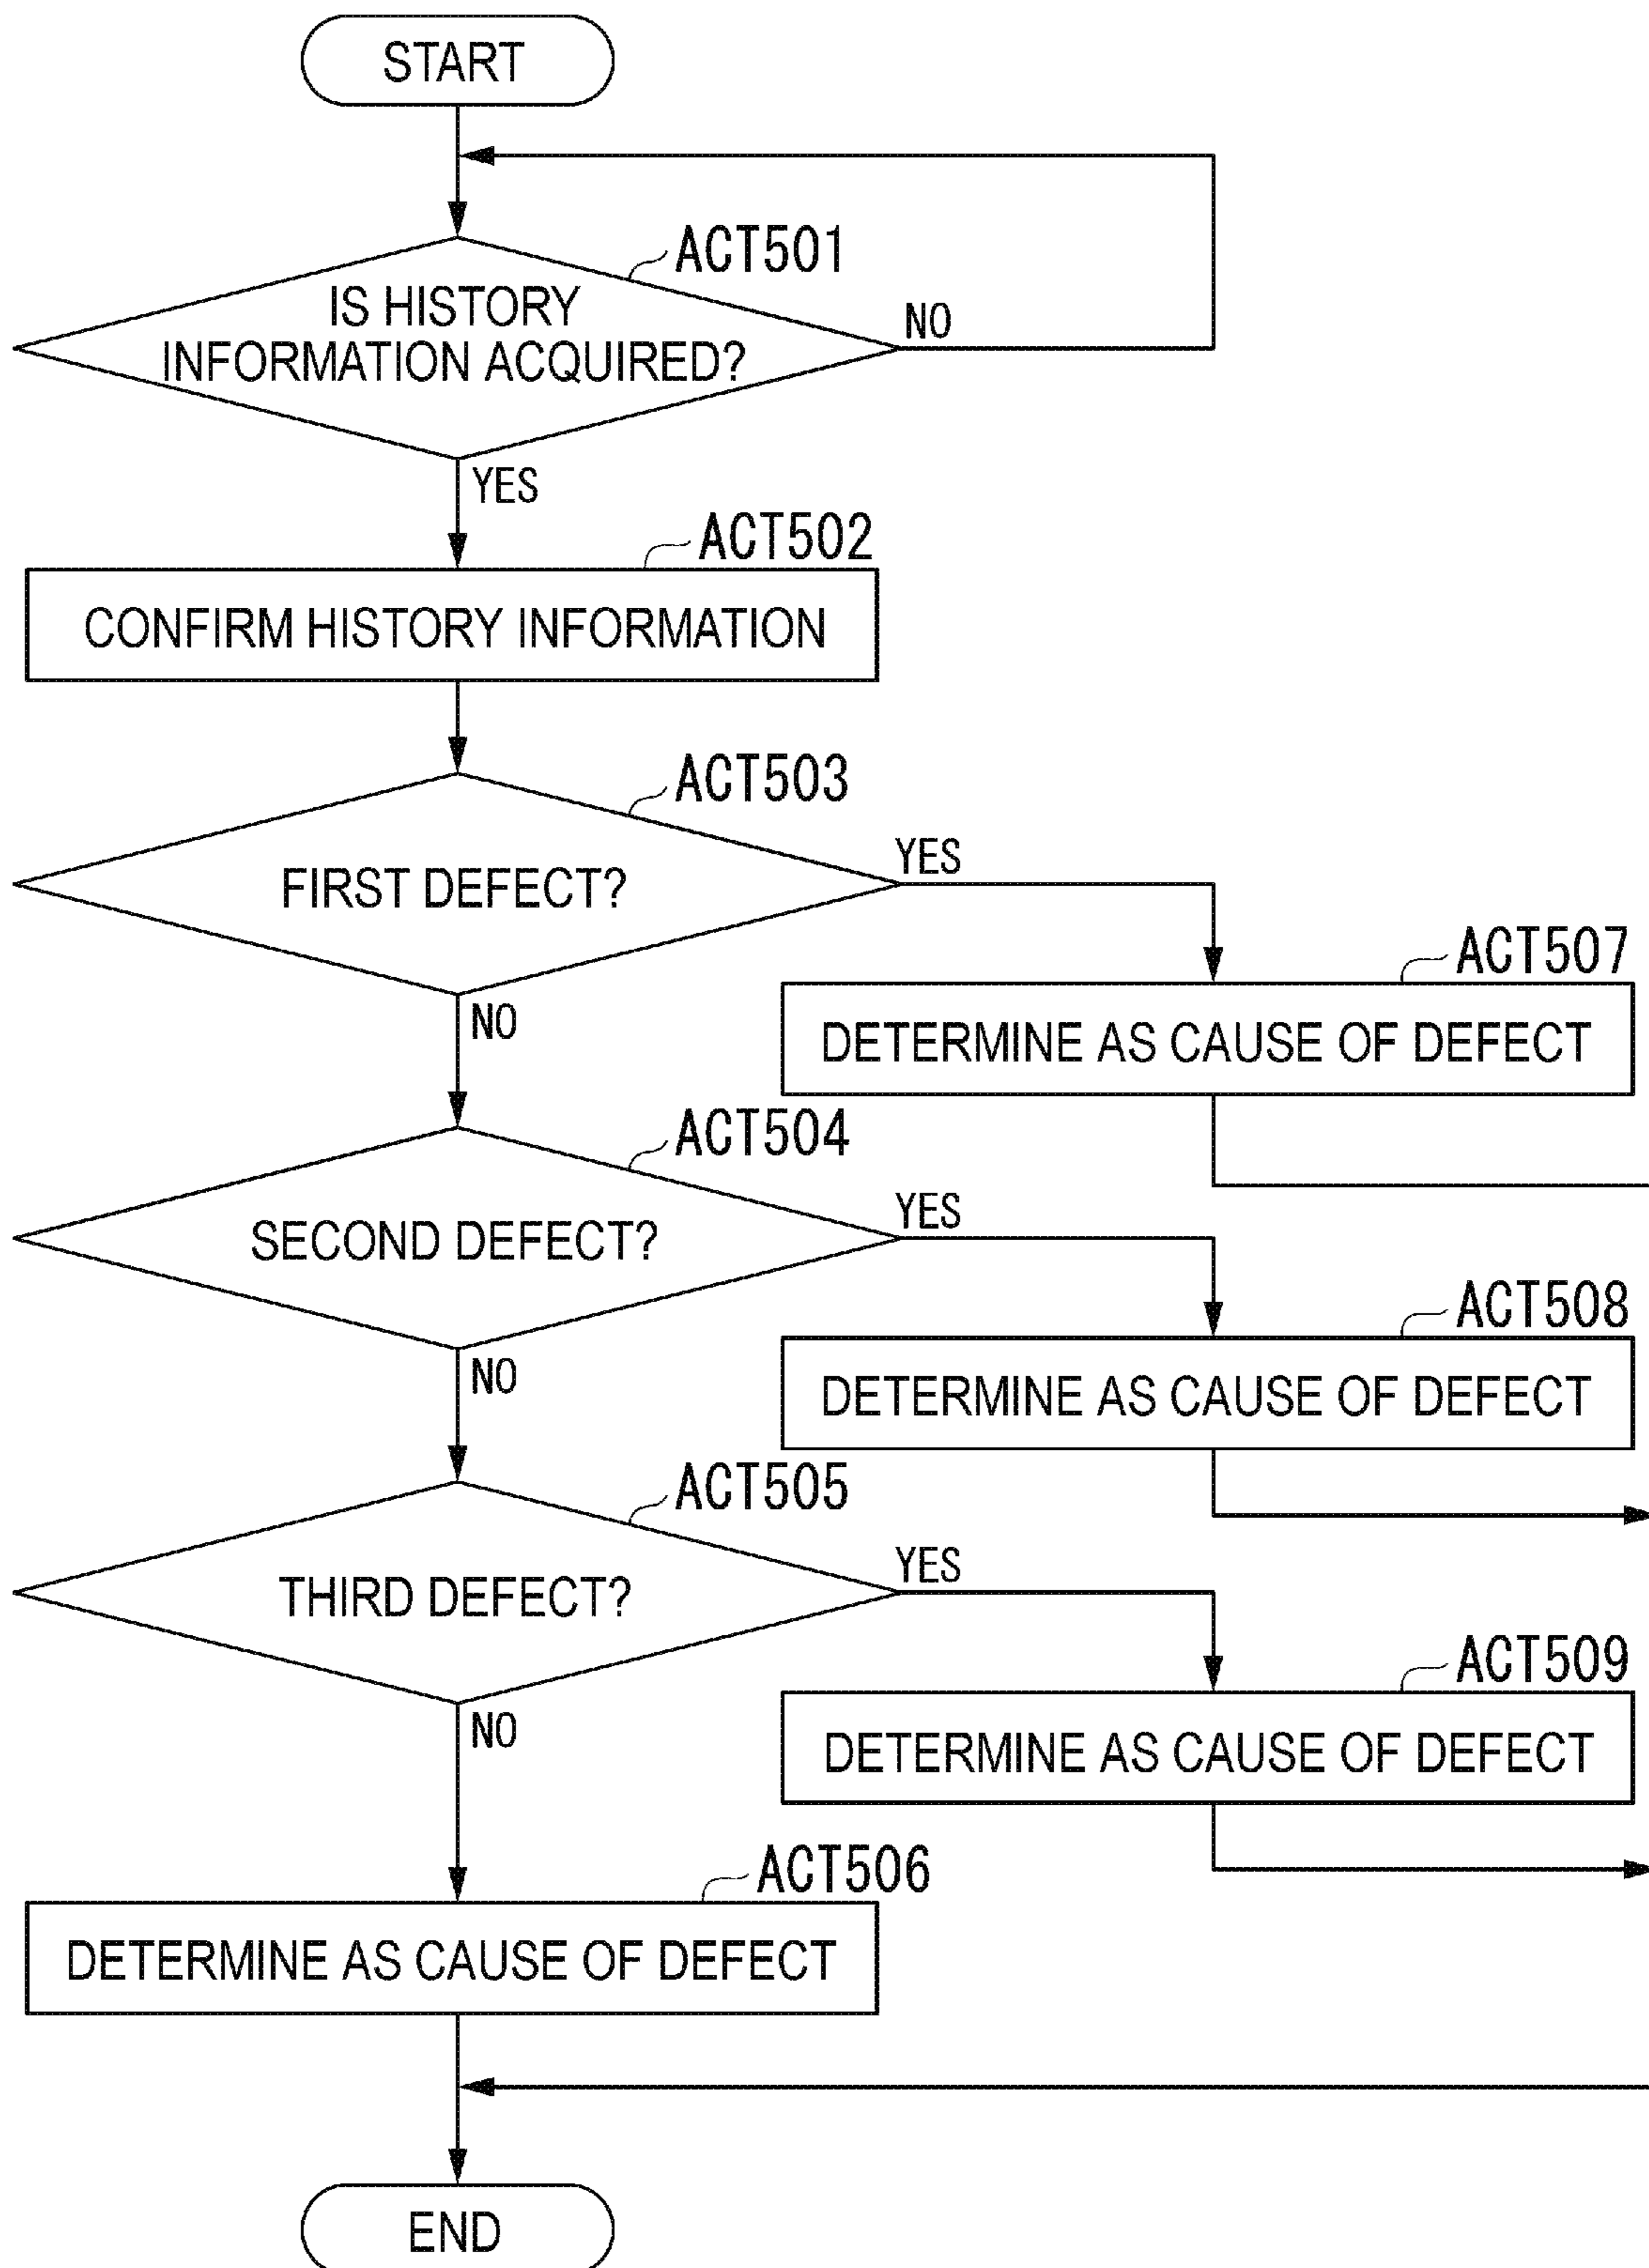 START
ACT501
IS HISTORY
INFORMATION ACQUIRED?
NO
YES
ACT502
CONFIRM HISTORY INFORMATION
ACT503
FIRST DEFECT?
YES
NO
ACT507
DETERMINE AS CAUSE OF DEFECT
ACT504
SECOND DEFECT?
YES
NO
ACT508
DETERMINE AS CAUSE OF DEFECT
ACT505
THIRD DEFECT?
YES
NO
ACT509
DETERMINE AS CAUSE OF DEFECT
ACT506
DETERMINE AS CAUSE OF DEFECT
END